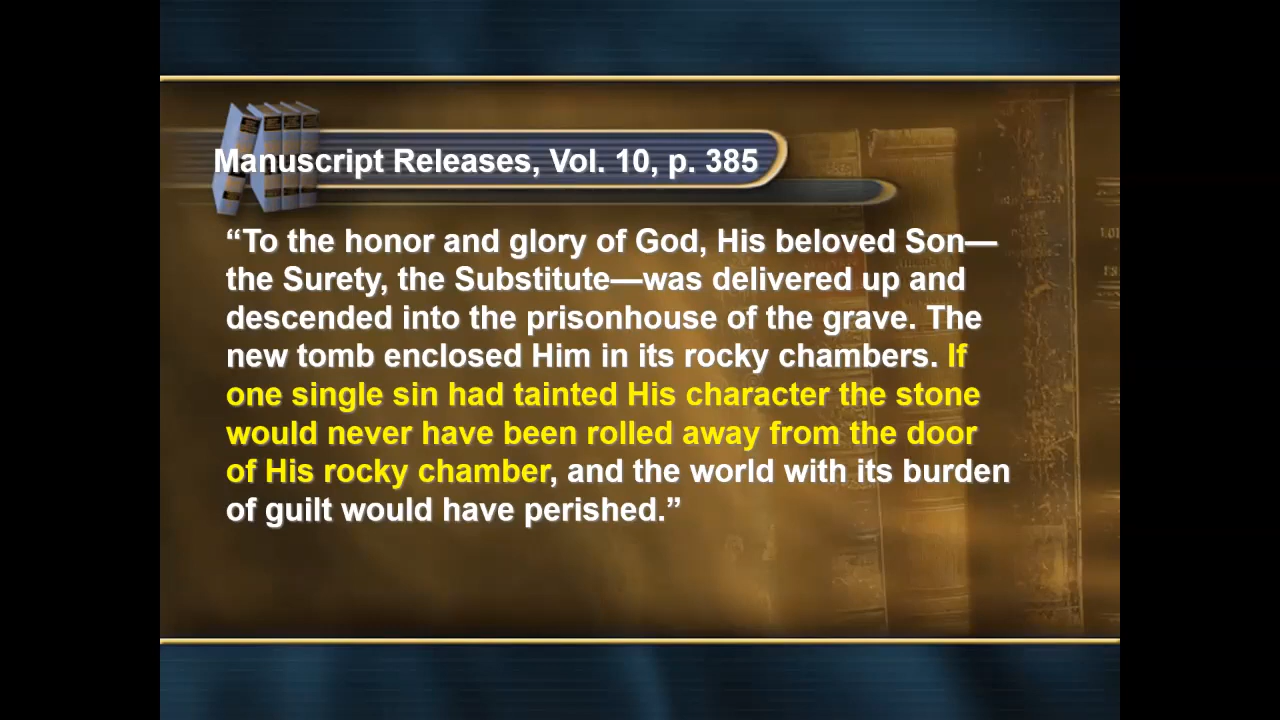 Manuscript Releases, Vol. 10, p. 385
“To the honor and glory of God, His beloved Son—
the Surety, the Substitute—was delivered up and
descended into the prisonhouse of the grave. The
new tomb enclosed Him in its rocky chambers. If
one single sin had tainted His character the stone
would never have been rolled away from the door
of His rocky chamber, and the world with its burden
of guilt would have perished.”